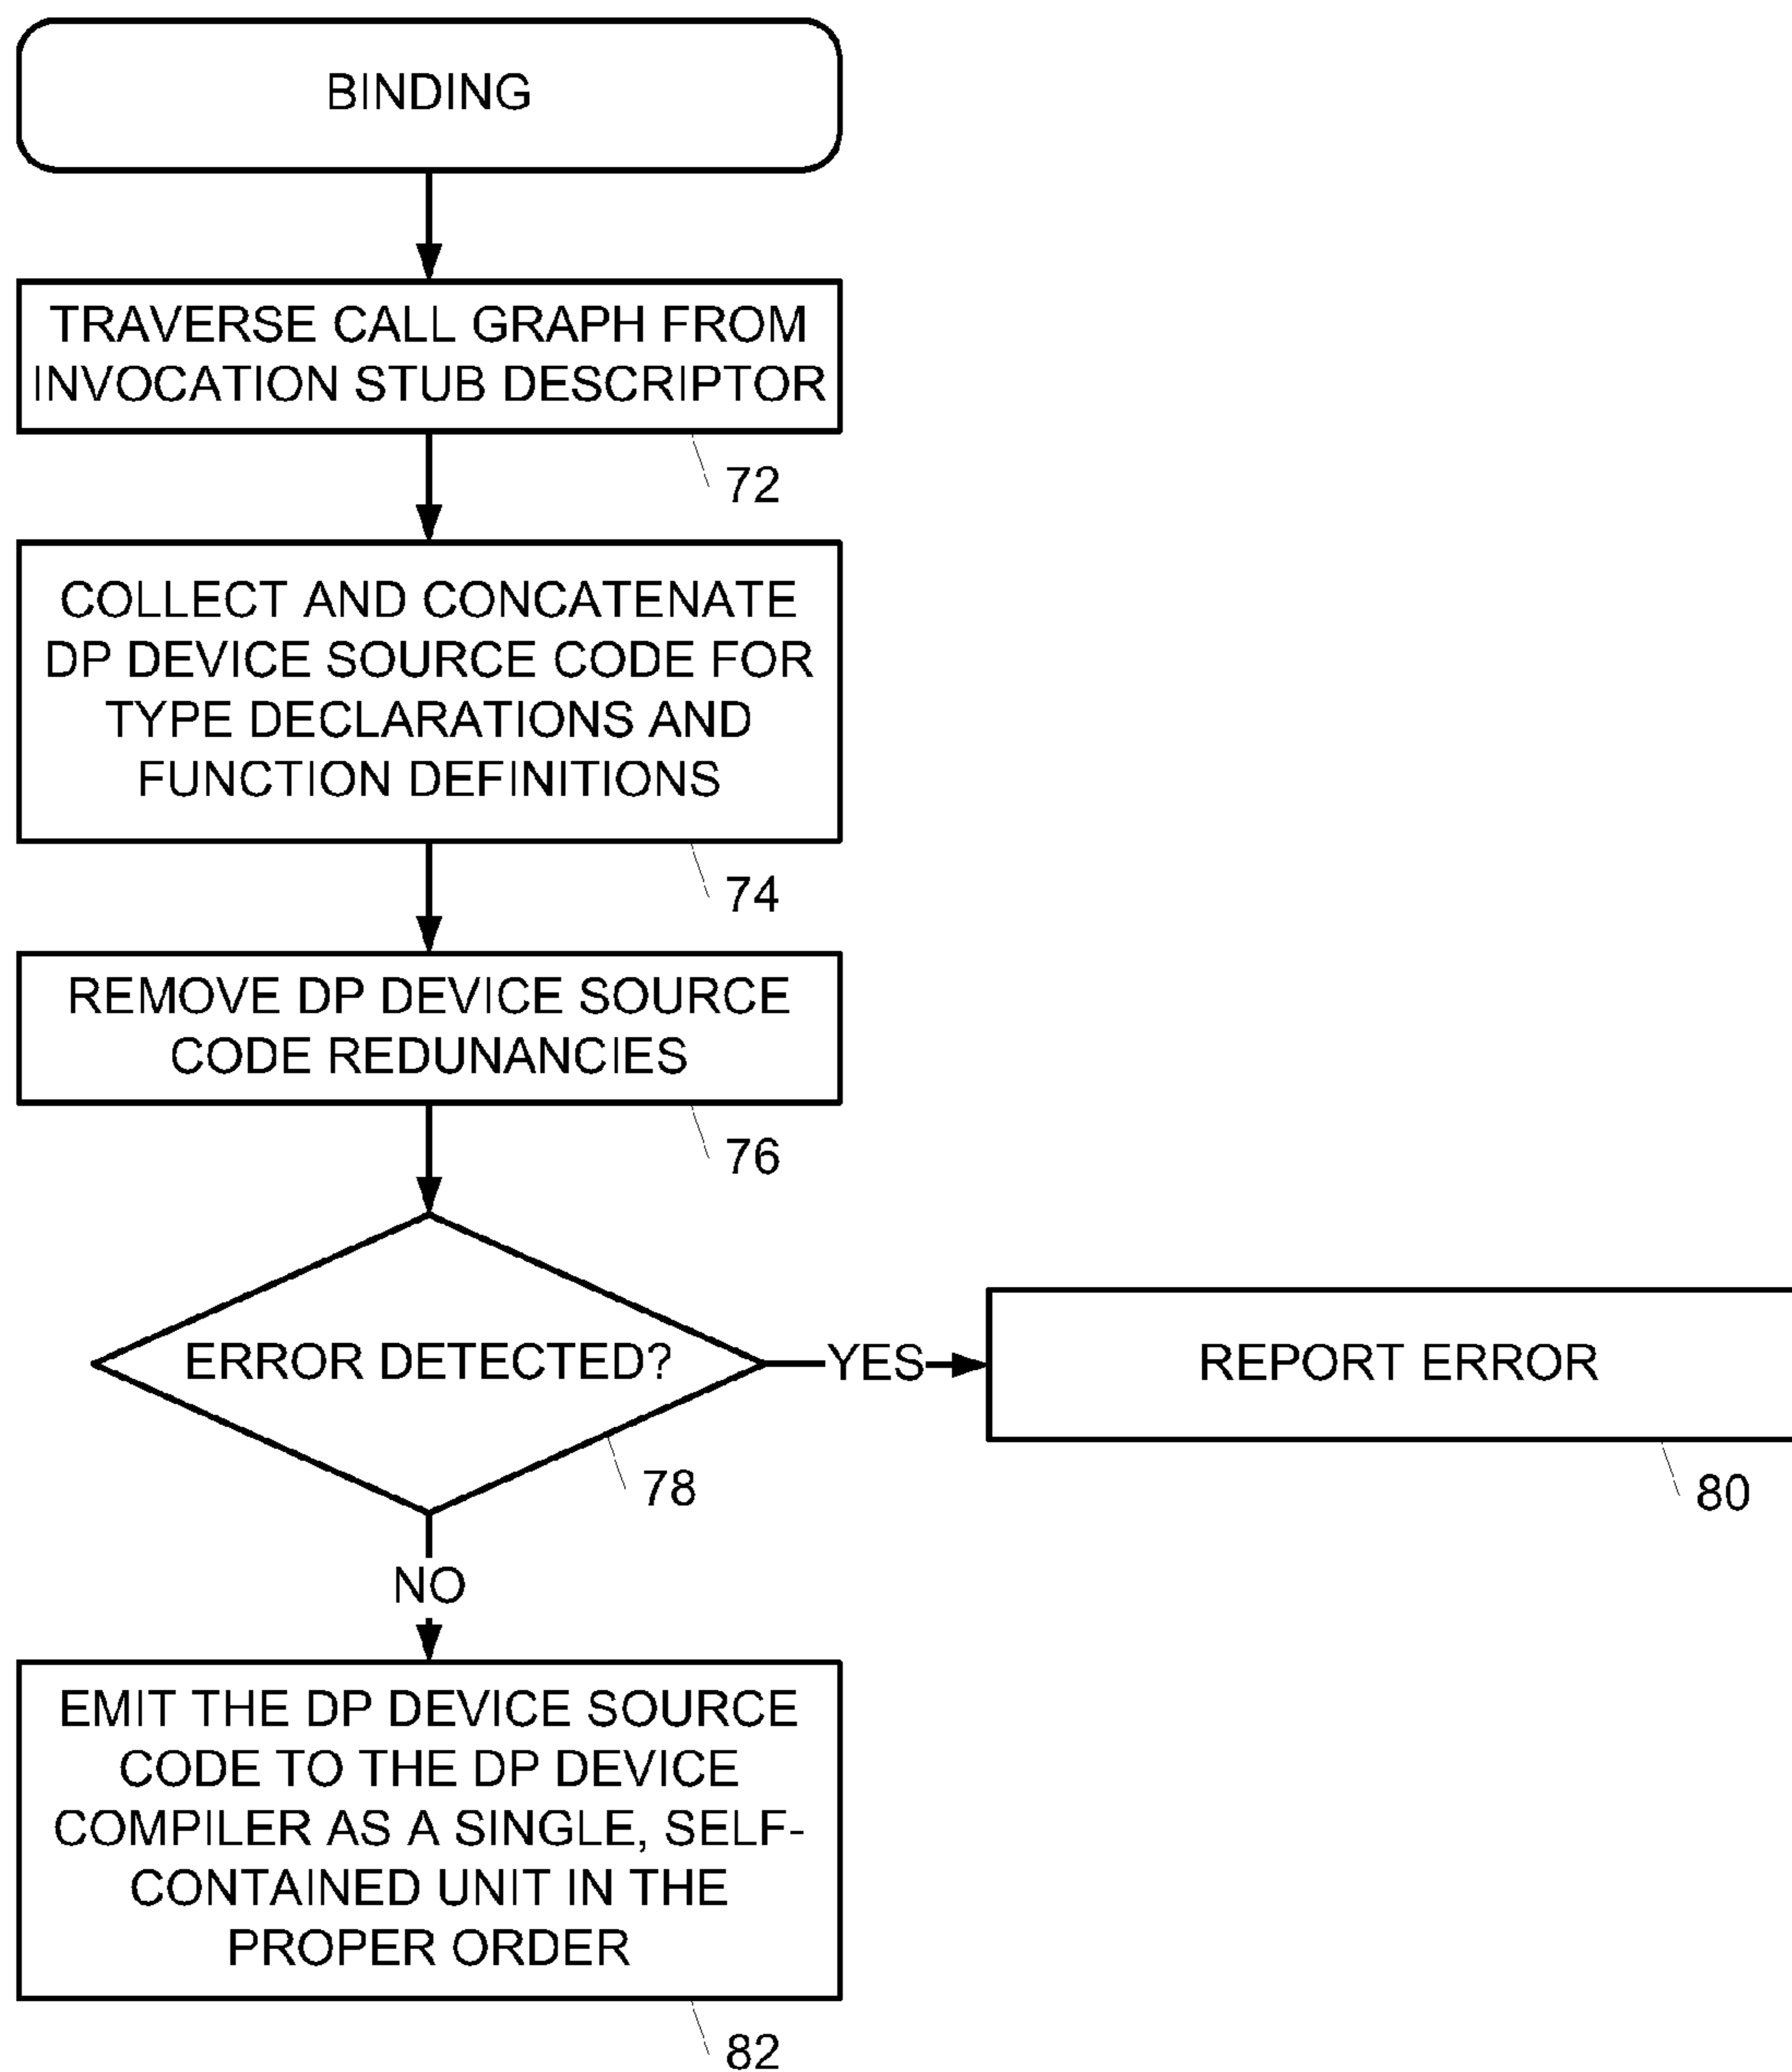 BINDING
TRAVERSE CALL GRAPH FROM
INVOCATION STUB DESCRIPTOR
72
COLLECT AND CONCATENATE
DP DEVICE SOURCE CODE FOR
TYPE DECLARATIONS AND
FUNCTION DEFINITIONS
74
REMOVE DP DEVICE SOURCE
CODE REDUNANCIES
76
ERROR DETECTED?
YES
REPORT ERROR
78
80
NO
EMIT THE DP DEVICE SOURCE
CODE TO THE DP DEVICE
COMPILER AS A SINGLE, SELF-
CONTAINED UNIT IN THE
PROPER ORDER
82